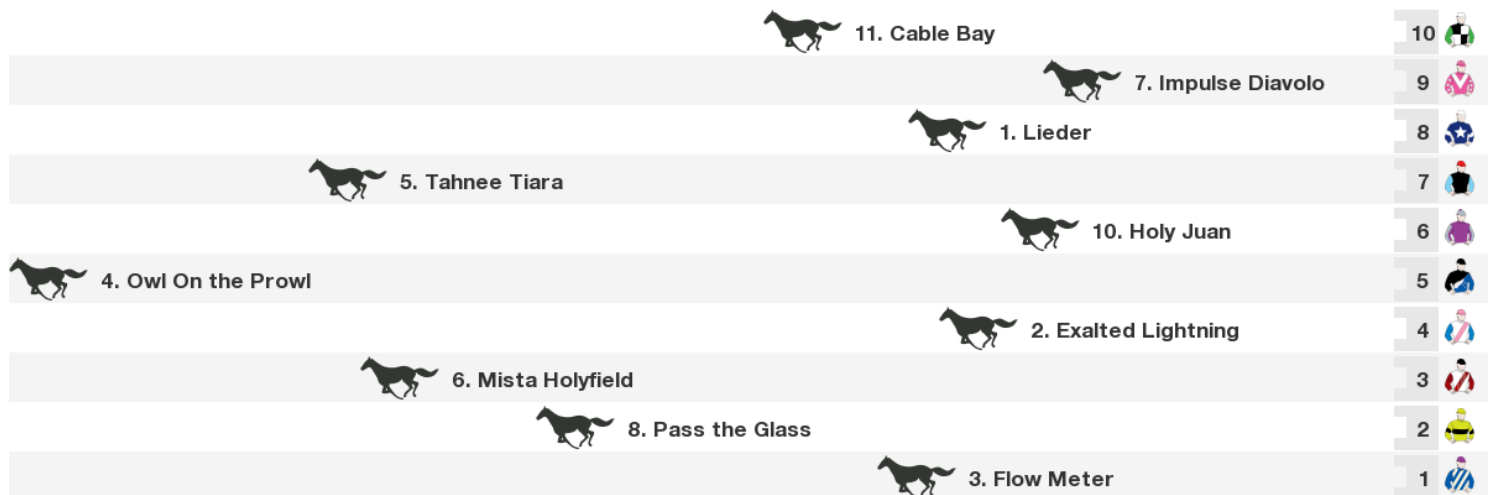 11. Cable Bay 10
7. Impulse Diavolo 9
1. Lieder 8
5. Tahnee Tiara 7
10. Holy Juan 6
4. Owl On the Prowl 5
2. Exalted Lightning 4
6. Mista Holyfield 3
8. Pass the Glass 2
3. Flow Meter 1